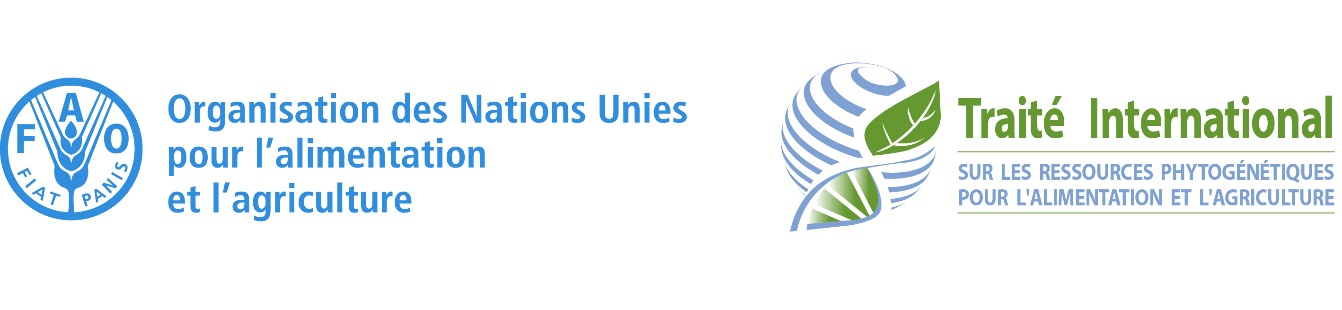 FAO
FIAT PANIS
Organisation des Nations Unies
pour l'alimentation
et l'agriculture
Traité International
SUR LES RESSOURCES PHYTOGÉNÉTIQUES
POUR L'ALIMENTATION ET L'AGRICULTURE